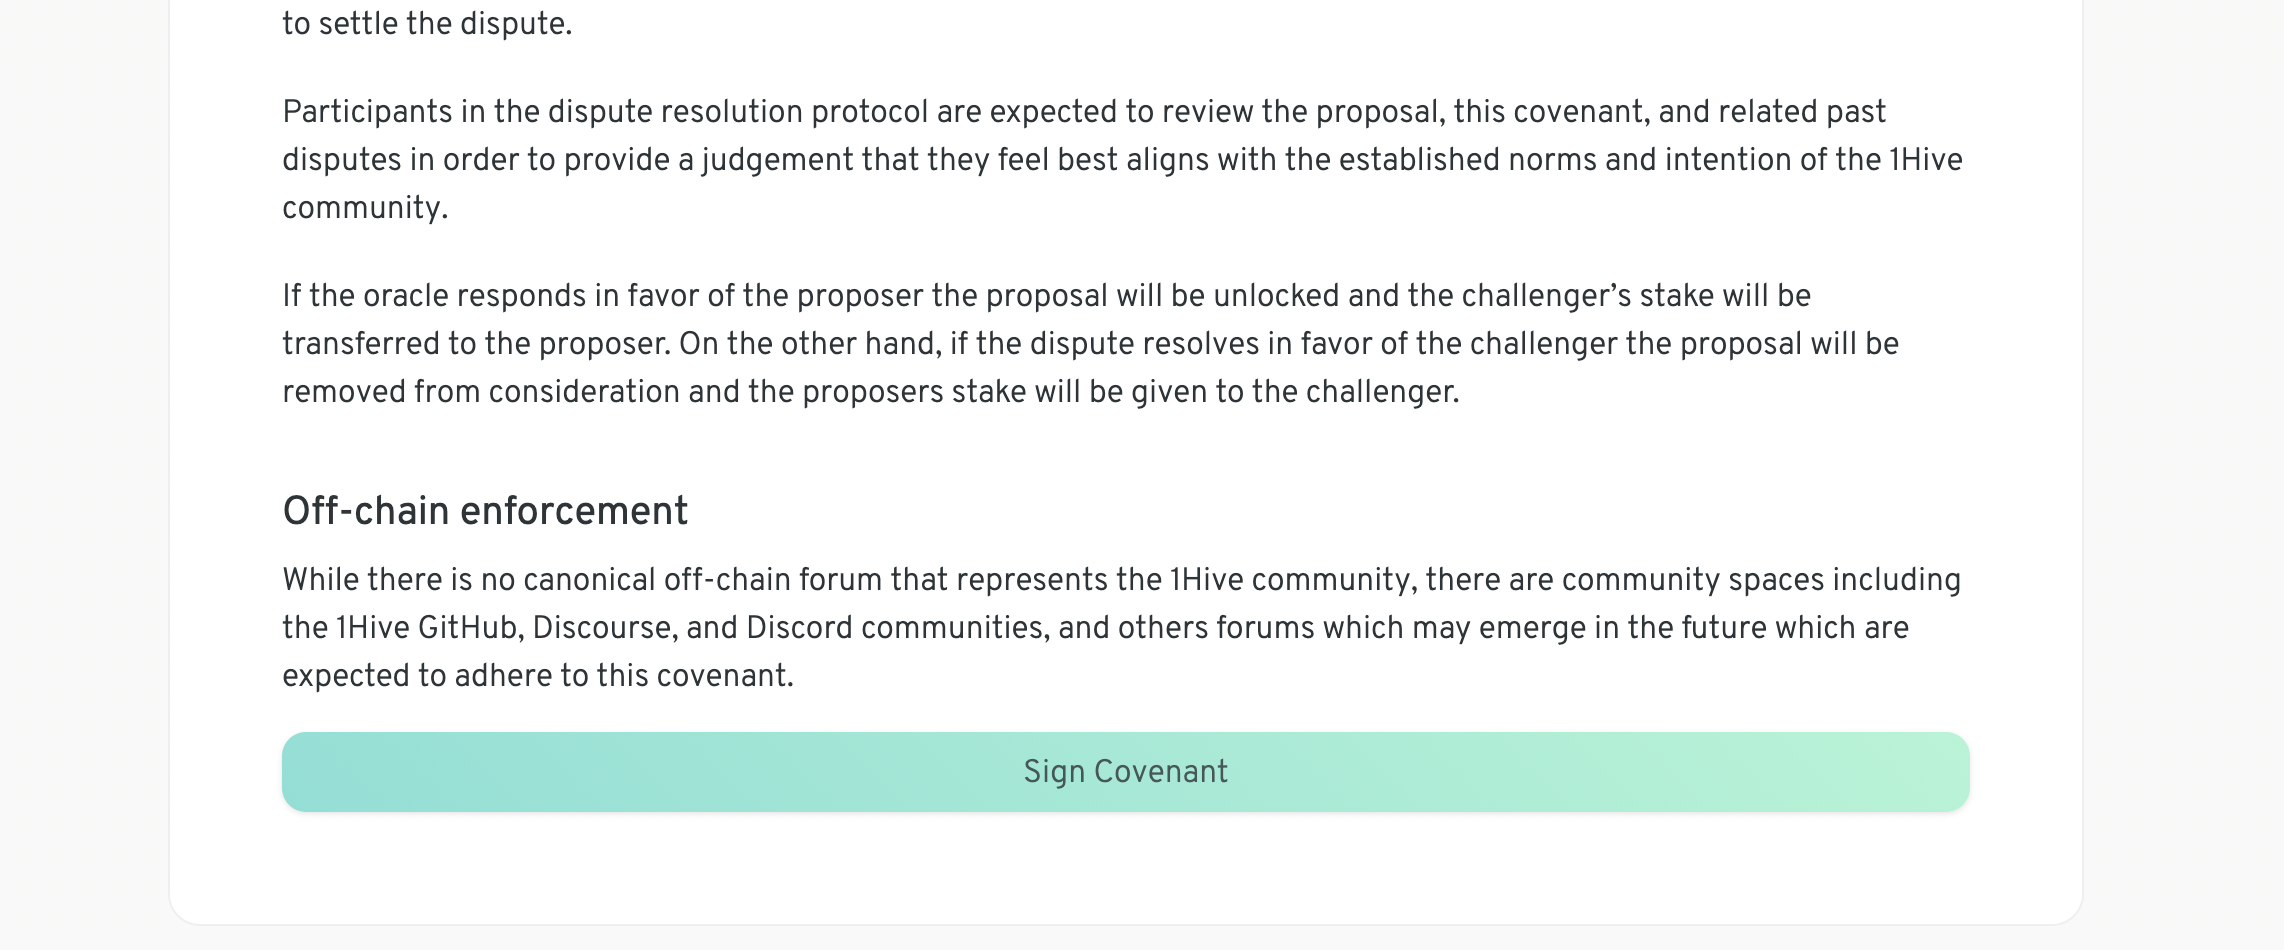 to settle the dispute.
Participants in the dispute resolution protocol are expected to review the proposal, this covenant, and related past
disputes in order to provide a judgement that they feel best aligns with the established norms and intention of the 1Hive
community.
If the oracle responds in favor of the proposer the proposal will be unlocked and the challenger’s stake will be
transferred to the proposer. On the other hand, if the dispute resolves in favor of the challenger the proposal will be
removed from consideration and the proposers stake will be given to the challenger.
Off-chain enforcement
While there is no canonical off-chain forum that represents the 1Hive community, there are community spaces including
the 1Hive GitHub, Discourse, and Discord communities, and others forums which may emerge in the future which are
expected to adhere to this covenant.
Sign Covenant